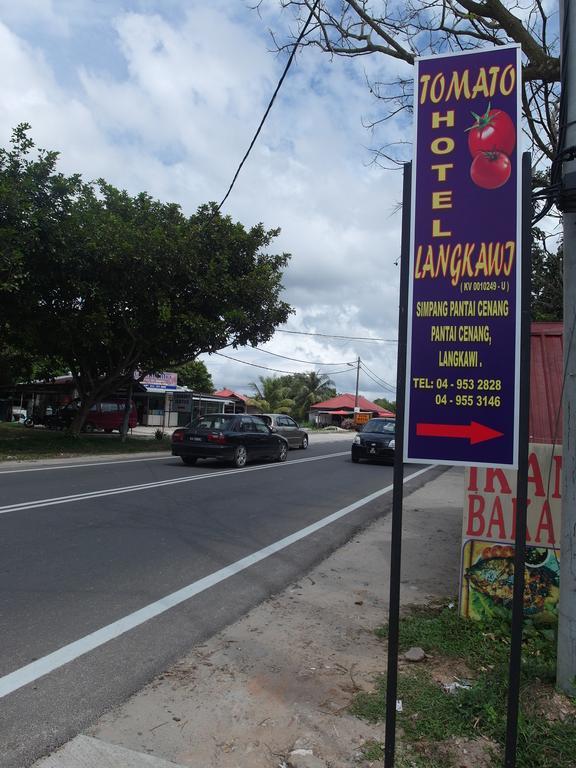 TOMATO
HOTEL
LANGKAWI
( KV 0010249 - U )
SIMPANG PANTAI CENANG
PANTAI CENANG,
LANGKAWI .
TEL: 04 - 953 2828
04 - 955 3146
IKAN
BAKA